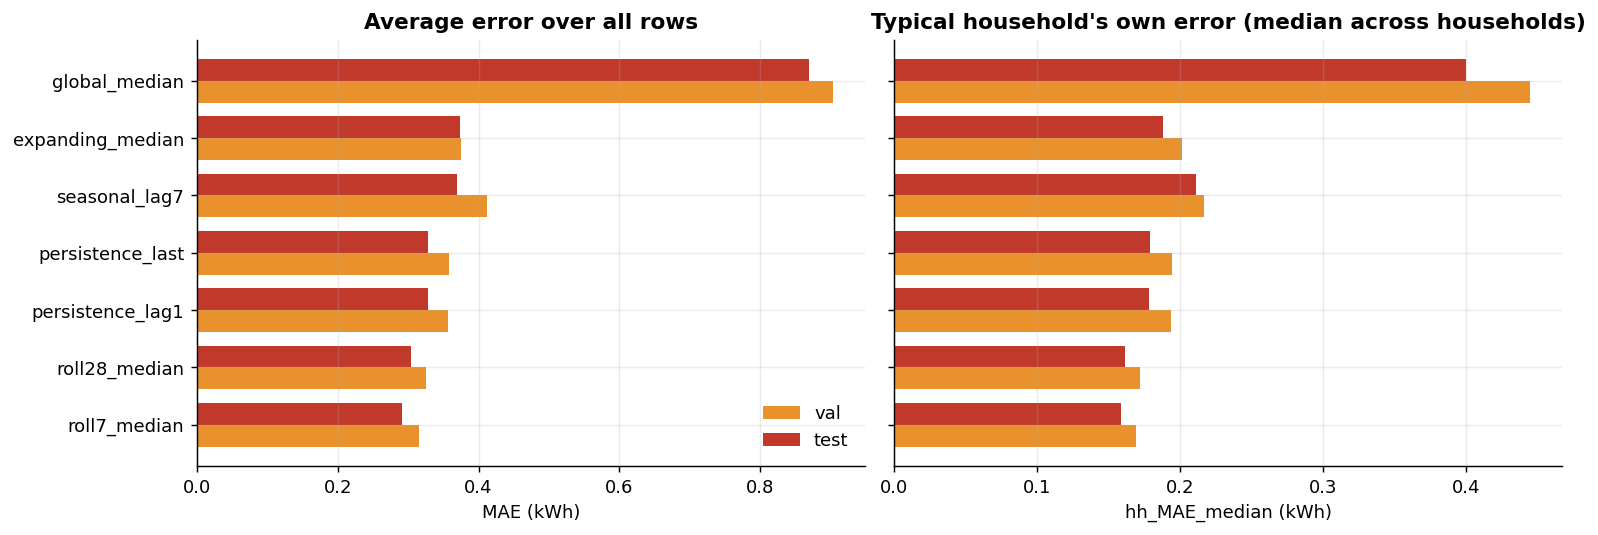 Average error over all rows
global_median
expanding_median
seasonal_lag7
persistence_last
persistence_lag1
roll28_median
roll7_median
val
test
0.0 0.2 0.4 0.6 0.8
MAE (kWh)
Typical household's own error (median across households)
0.0 0.1 0.2 0.3 0.4
hh_MAE_median (kWh)